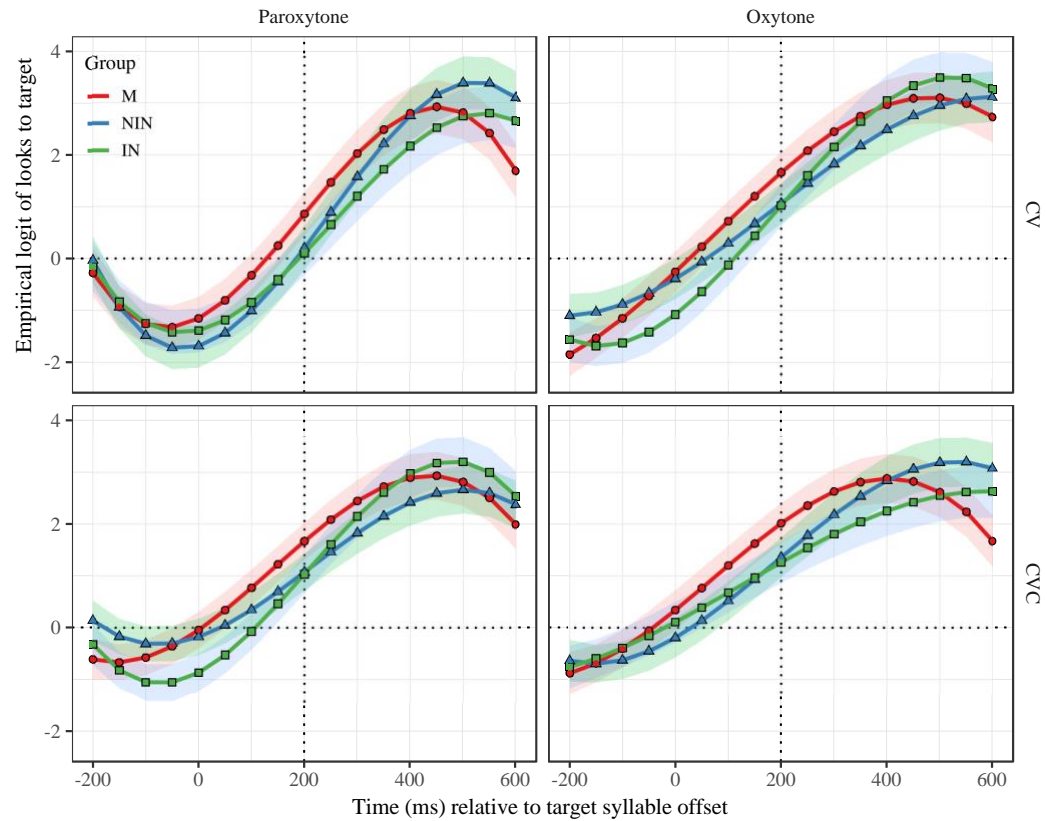 Paroxytone
Oxytone
4
2
0
-2
Group
M
NIN
IN
CV
4
2
0
-2
CVC
-200
0
200
400
600
-200
0
200
400
600
Empirical logit of looks to target
Time (ms) relative to target syllable offset